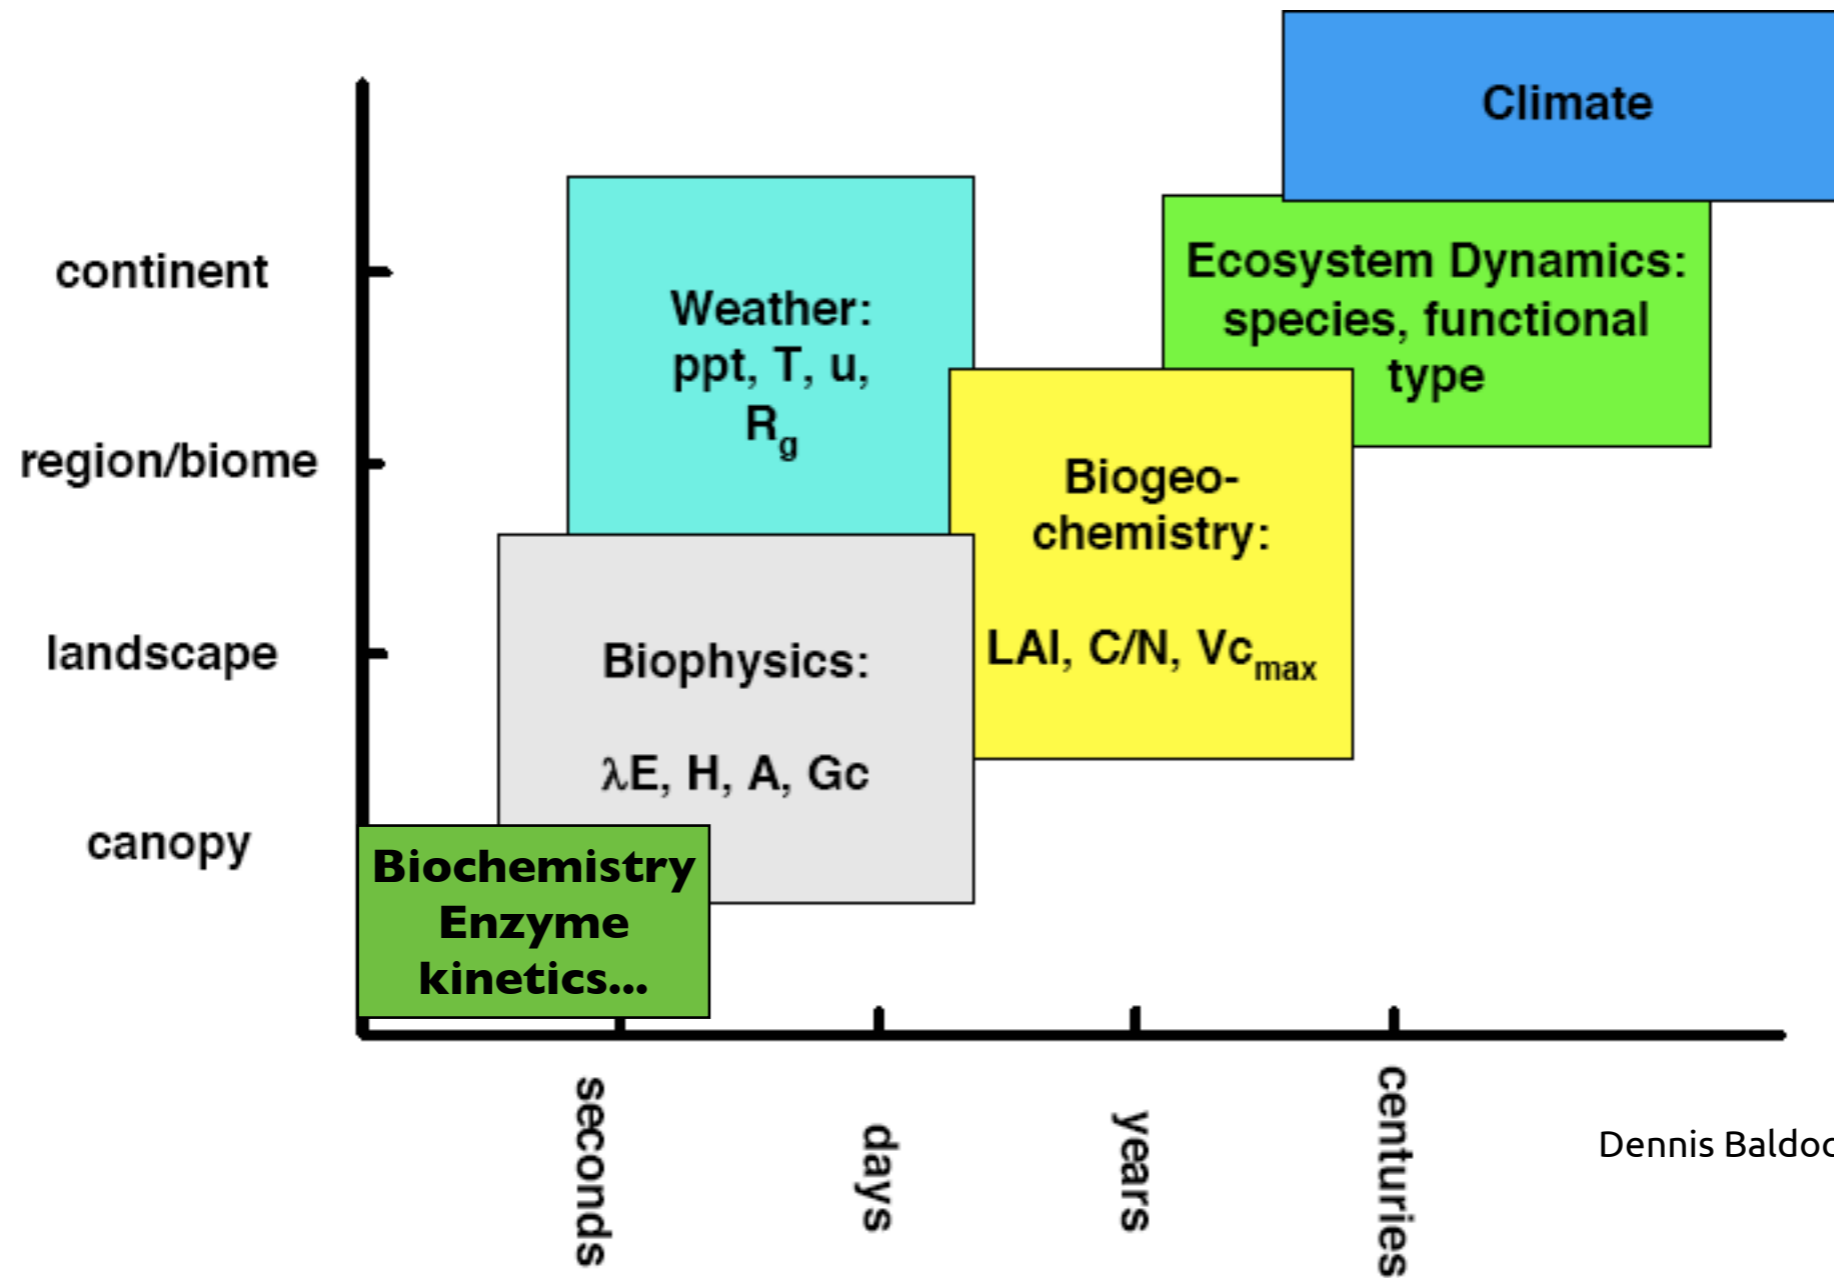 Climate
continent
Weather:
ppt, T, u,
Rg
Ecosystem Dynamics:
species, functional
type
region/biome
Biogeo-
chemistry:
LAI, C/N, Vcmax
landscape
Biophysics:
λE, H, A, Gc
canopy
Biochemistry
Enzyme
kinetics...
seconds
days
years
centuries
Dennis